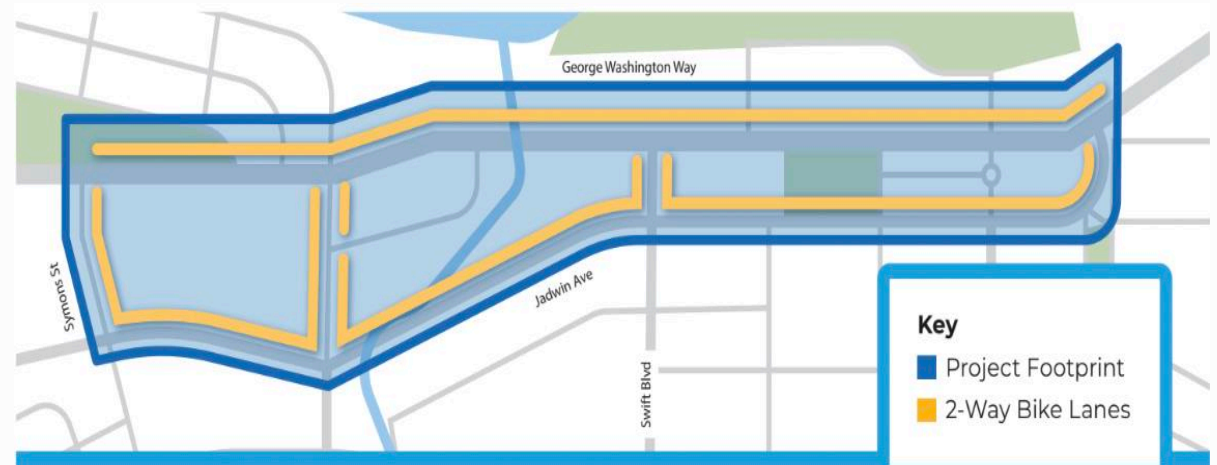 George Washington Way
Symons St
Jadwin Ave
Swift Blvd
Key
Project Footprint
2-Way Bike Lanes